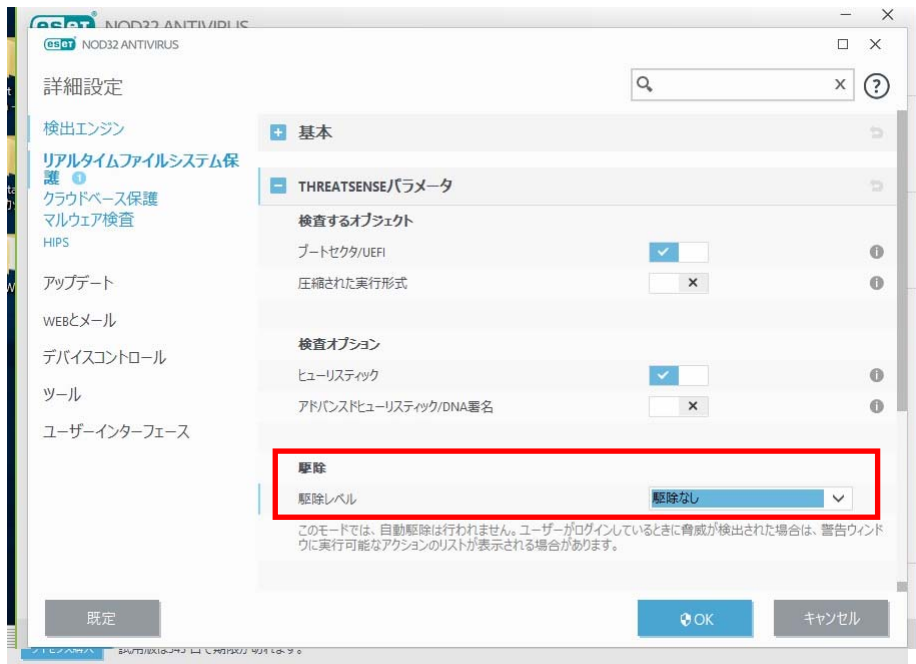 eset NOD32 ANTIVIRUS
eset NOD32 ANTIVIRUS
詳細設定
検出エンジン
リアルタイムファイルシステム保
護 1
クラウドベース保護
マルウェア検査
HIPS
アップデート
WEBとメール
デバイスコントロール
ツール
ユーザーインターフェース
基本
THREATSENSEパラメータ
検査するオブジェクト
ブートセクタ/UEFI
圧縮された実行形式
検査オプション
ヒューリスティック
アドバンスドヒューリスティック/DNA署名
駆除
駆除レベル 駆除なし
このモードでは、自動駆除は行われません。ユーザーがログインしているときに脅威が検出された場合は、警告ウィンド
ウに実行可能なアクションのリストが表示される場合があります。
既定 OK キャンセル